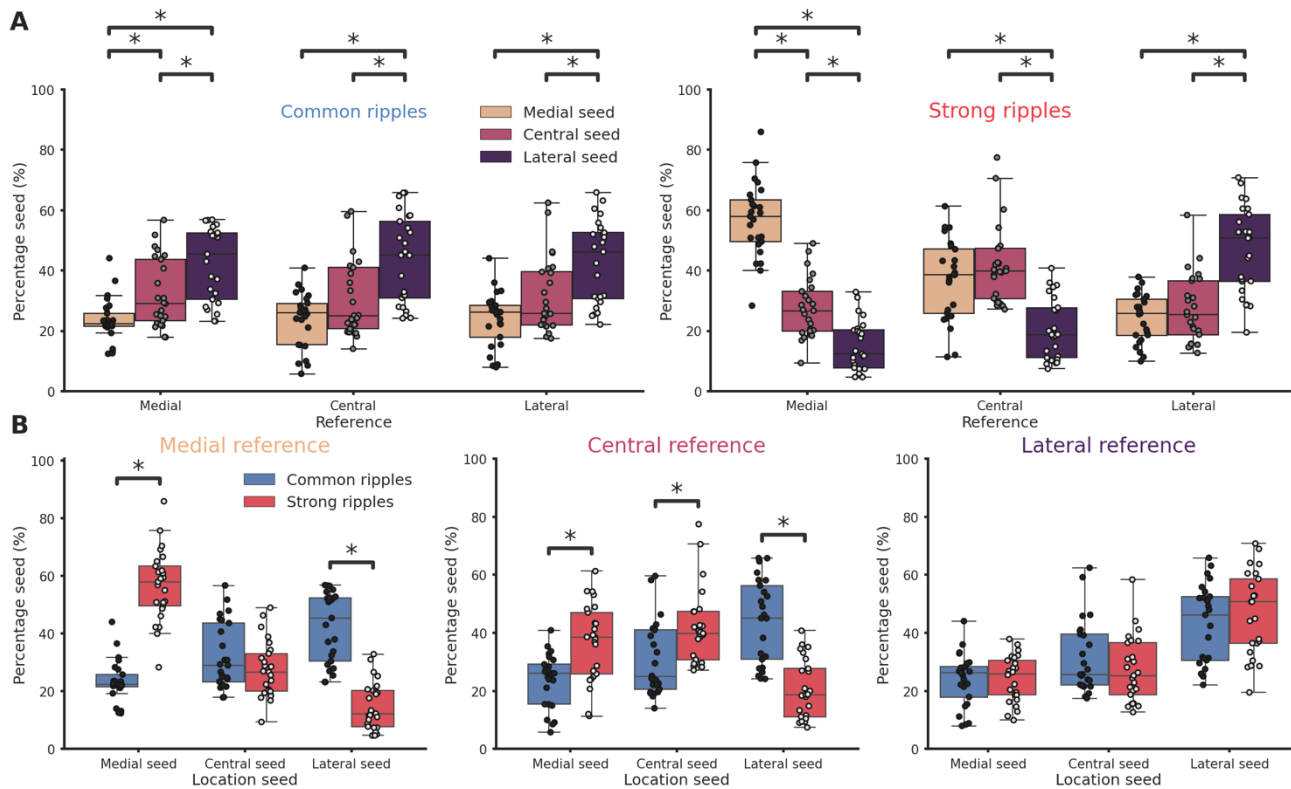 A
* * * * * * * * * * * * * *
Common ripples
Medial seed
Central seed
Lateral seed
Strong ripples
Percentage seed (%)
100
80
60
40
20
0
Medial Central Lateral
Reference
Percentage seed (%)
100
80
60
40
20
0
Medial Central Lateral
Reference
B
Medial reference
* *
Common ripples
Strong ripples
Percentage seed (%)
100
80
60
40
20
0
Medial seed Central seed Lateral seed
Location seed
Central reference
* * *
Percentage seed (%)
100
80
60
40
20
0
Medial seed Central seed Lateral seed
Location seed
Lateral reference
Percentage seed (%)
100
80
60
40
20
0
Medial seed Central seed Lateral seed
Location seed